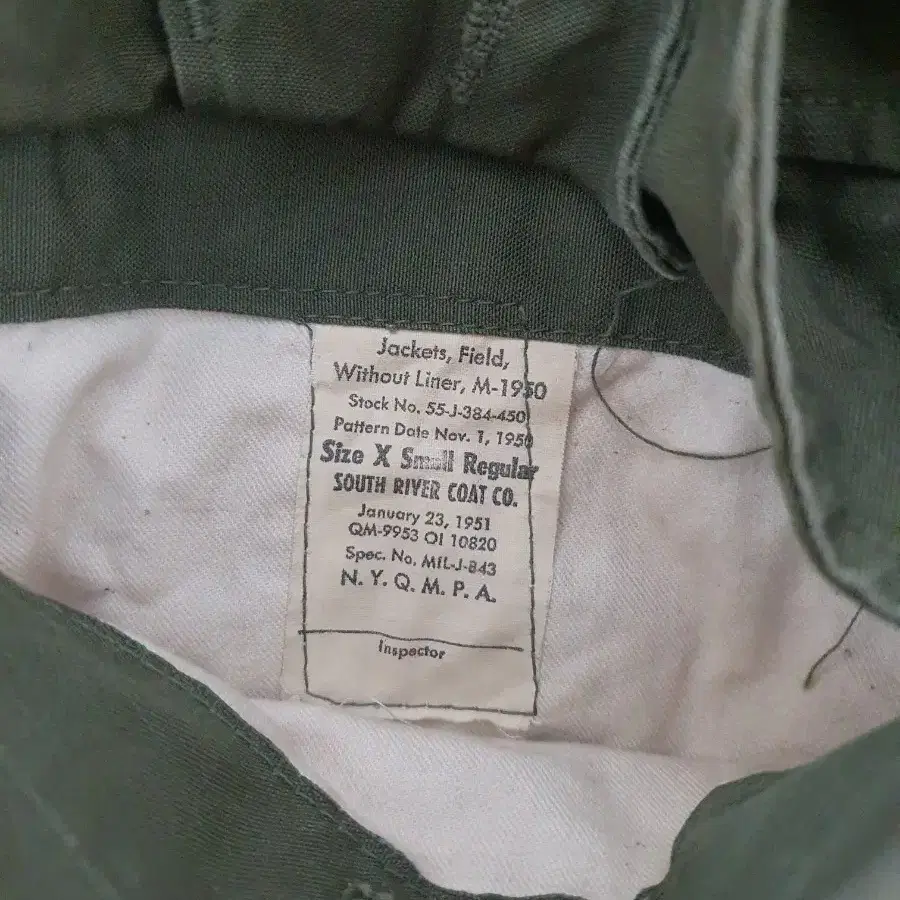 Jackets, Field,
Without Liner, M-1950
Stock No. 55-J-384-450
Pattern Date Nov. 1, 1950
Size X Small Regular
SOUTH RIVER COAT CO.
January 23, 1951
QM-9953 OI 10820
Spec. No. MIL-J-843
N. Y. Q. M. P. A.
Inspector